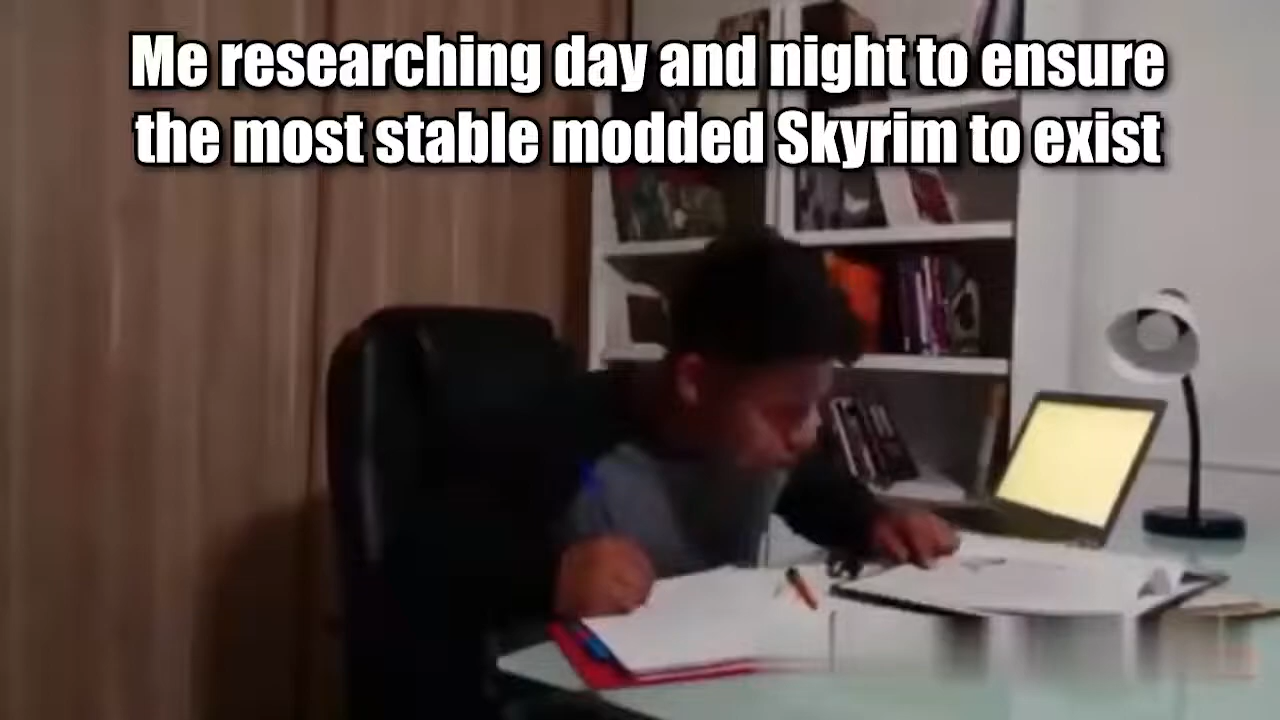 Me researching day and night to ensure
the most stable modded Skyrim to exist